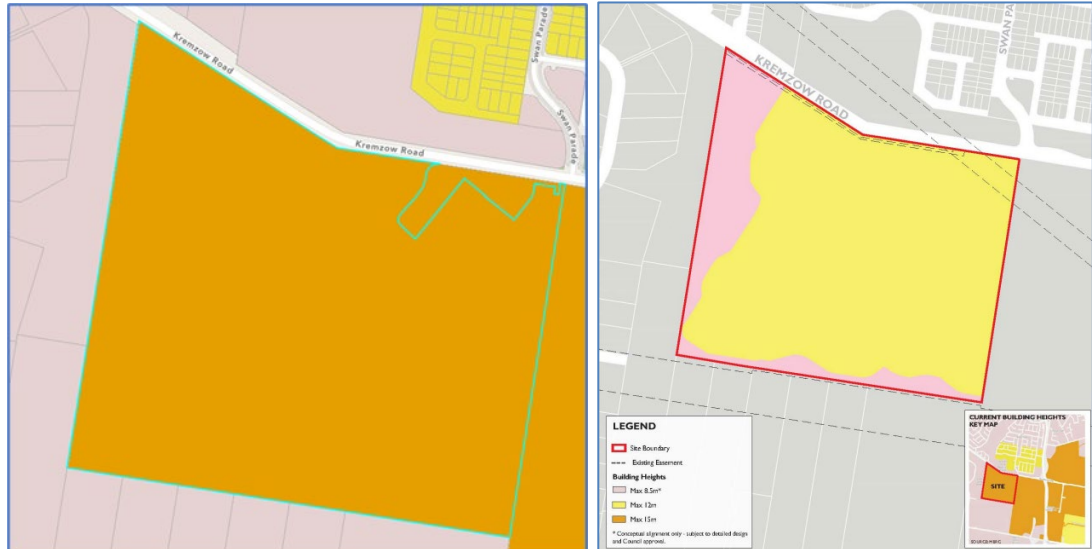 Kremzow Road
Kremzow Road
Swan Parade
Swan Parade
KREMZOW ROAD
SWAN PA
LEGEND
Site Boundary
Existing Easement
Building Heights
Max 8.5m*
Max 12m
Max 15m
* Conceptual alignment only - subject to detailed design
and Council approval.
CURRENT BUILDING HEIGHTS
KEY MAP
SITE